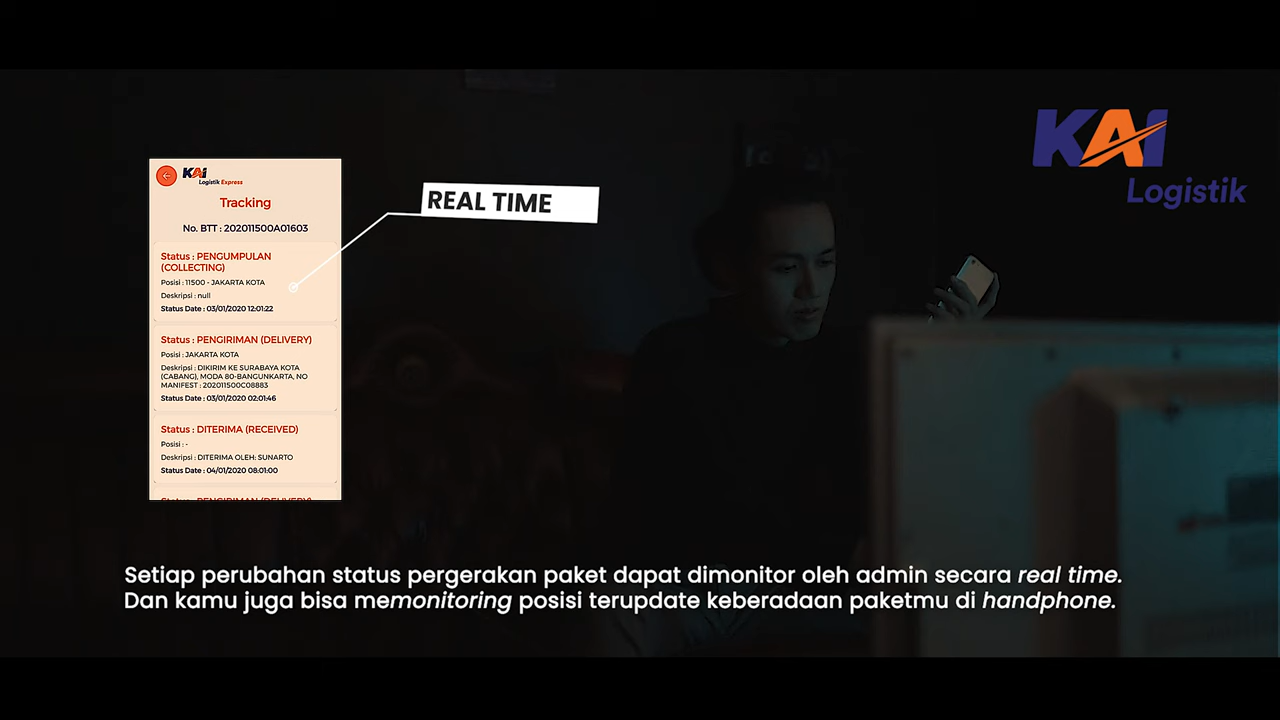 KAI
Logistik
KAI
Logistik Express
Tracking
No. BTT : 202011500A01603
Status : PENGUMPULAN
(COLLECTING)
Posisi : 11500 - JAKARTA KOTA
Deskripsi : null
Status Date : 03/01/2020 12:01:22
Status : PENGIRIMAN (DELIVERY)
Posisi : JAKARTA KOTA
Deskripsi : DIKIRIM KE SURABAYA KOTA
(CABANG), MODA 80-BANGUNKARTA, NO
MANIFEST : 202011500C08883
Status Date : 03/01/2020 02:01:46
Status : DITERIMA (RECEIVED)
Posisi : -
Deskripsi : DITERIMA OLEH: SUNARTO
Status Date : 04/01/2020 08:01:00
Status : PENGIRIMAN (DELIVERY)
REAL TIME
Setiap perubahan status pergerakan paket dapat dimonitor oleh admin secara real time.
Dan kamu juga bisa memonitoring posisi terupdate keberadaan paketmu di handphone.